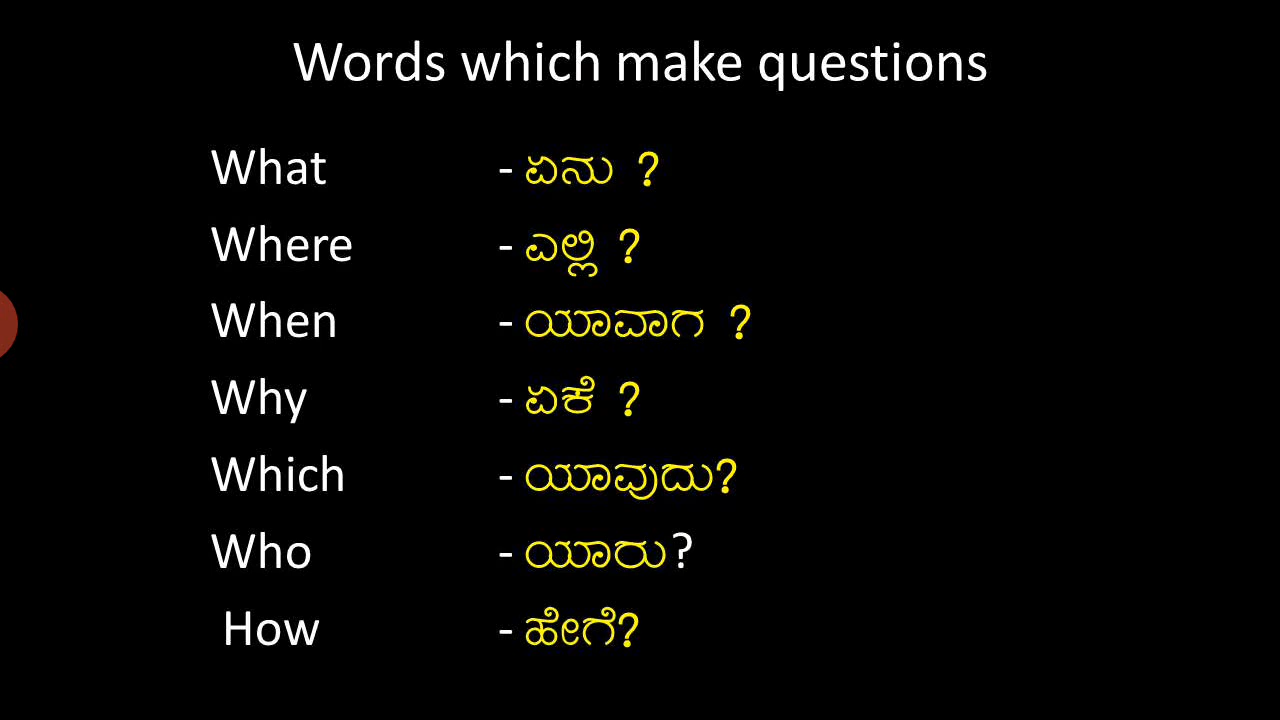 Words which make questions
What - ಏನು ?
Where - ಎಲ್ಲಿ ?
When - ಯಾವಾಗ ?
Why - ಏಕೆ ?
Which - ಯಾವುದು?
Who - ಯಾರು?
How - ಹೇಗೆ?